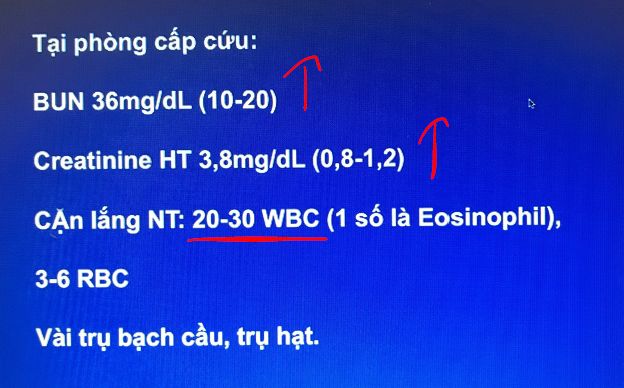 Tại phòng cấp cứu:
BUN 36mg/dL (10-20)
Creatinine HT 3,8mg/dL (0,8-1,2)
CẶn lắng NT: 20-30 WBC (1 số là Eosinophil),
3-6 RBC
Vài trụ bạch cầu, trụ hạt.